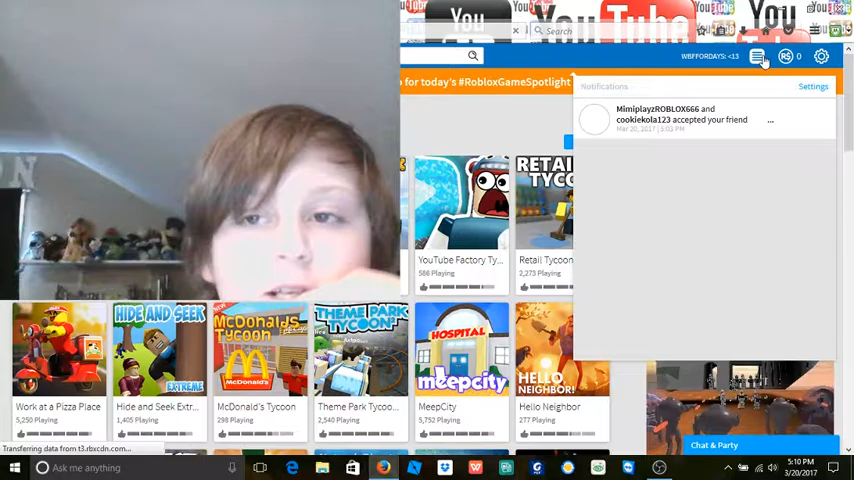 You
You
Tube
You
Search
WBFFORDAYS: <13
R$ 0
p for today's #RobloxGameSpotlight
Notifications
Settings
MimiplayzROBLOX666 and
cookiekola123 accepted your friend
...
Mar 20, 2017 | 5:03 PM
RETAIL
TYCO
YouTube Factory Ty...
586 Playing
Retail Tycoo
2,273 Playing
HIDE AND SEEK
EXTREME
NEW
McDONALD'S
Tycoon
McDonald's
THEME PARK
TYCOON
HOSPITAL
meepcity
HELLO
NEIGHBOR!
Work at a Pizza Place
5,250 Playing
Hide and Seek Extr...
1,405 Playing
McDonald's Tycoon
298 Playing
Theme Park Tycoo...
2,540 Playing
MeepCity
5,752 Playing
Hello Neighbor
277 Playing
Chat & Party
Transferring data from t3.rbxcdn.com...
Ask me anything
5:10 PM
3/20/2017